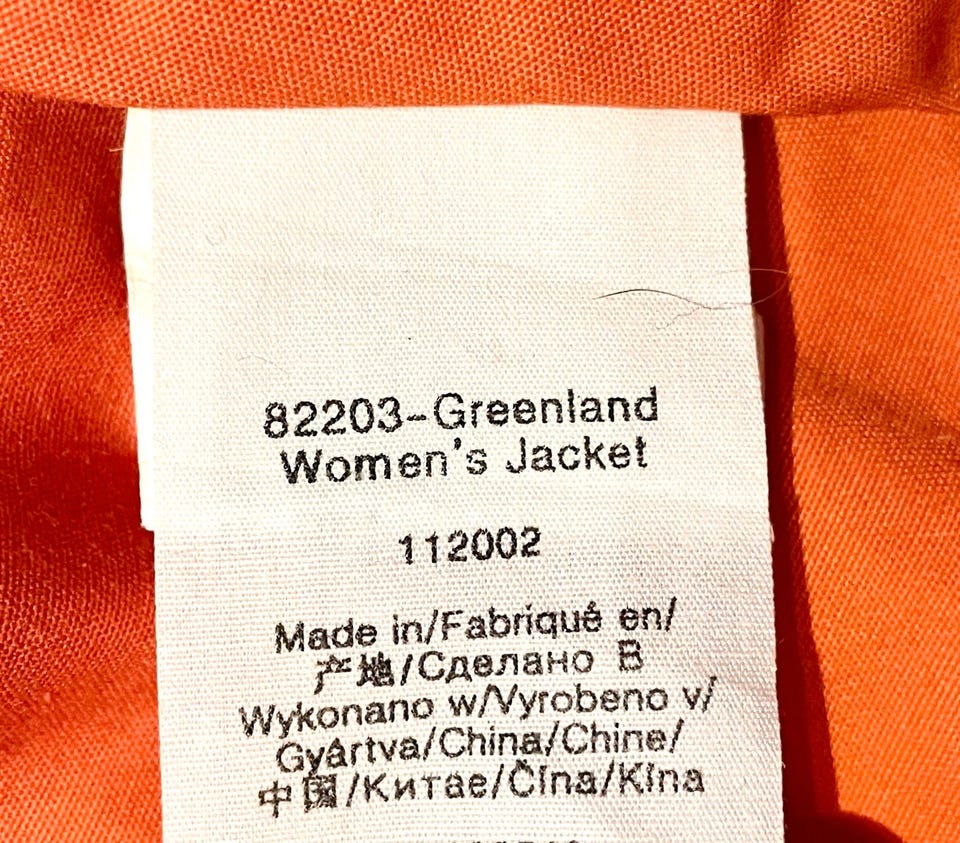 82203-Greenland
Women's Jacket
112002
Made in/Fabriqué en/
产地/Сделано В
Wykonano w/Vyrobeno v/
Gyártva/China/Chine/
中国/Китае/Čína/Kína